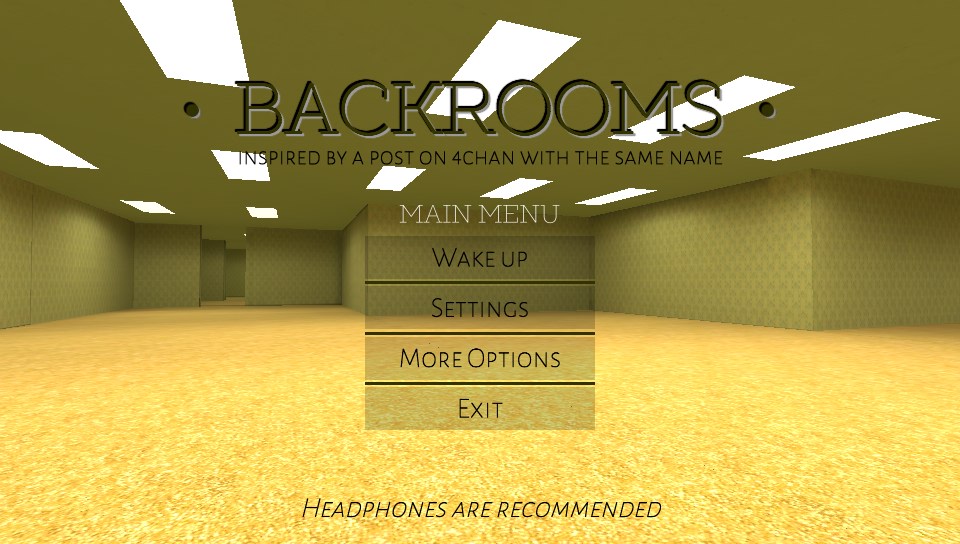 • BACKROOMS •
INSPIRED BY A POST ON 4CHAN WITH THE SAME NAME
MAIN MENU
WAKE UP
SETTINGS
MORE OPTIONS
EXIT
HEADPHONES ARE RECOMMENDED